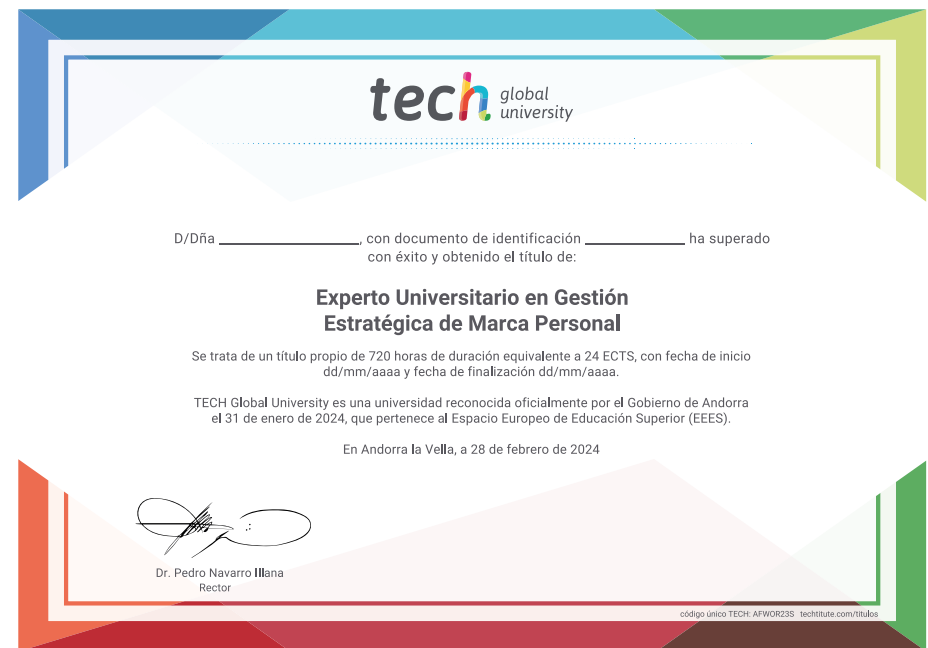 tech global university
D/Dña ____________________, con documento de identificación ______________ ha superado
con éxito y obtenido el título de:
Experto Universitario en Gestión
Estratégica de Marca Personal
Se trata de un título propio de 720 horas de duración equivalente a 24 ECTS, con fecha de inicio
dd/mm/aaaa y fecha de finalización dd/mm/aaaa.
TECH Global University es una universidad reconocida oficialmente por el Gobierno de Andorra
el 31 de enero de 2024, que pertenece al Espacio Europeo de Educación Superior (EEES).
En Andorra la Vella, a 28 de febrero de 2024
Dr. Pedro Navarro Illana
Rector
código único TECH: AFWOR23S techtitute.com/titulos